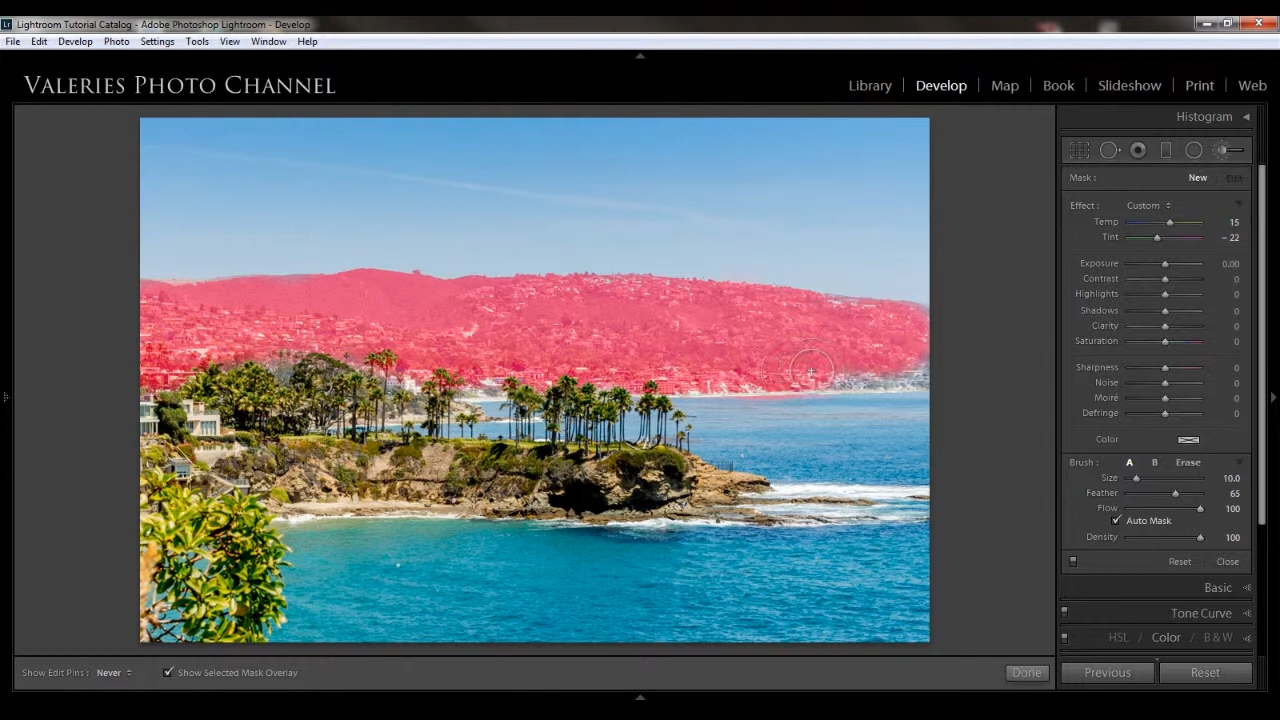 Lightroom Tutorial Catalog - Adobe Photoshop Lightroom - Develop
File Edit Develop Photo Settings Tools View Window Help
VALERIES PHOTO CHANNEL
Library | Develop | Map | Book | Slideshow | Print | Web
Histogram
Mask : New Edit
Effect : Custom
Temp 15
Tint – 22
Exposure 0.00
Contrast 0
Highlights 0
Shadows 0
Clarity 0
Saturation 0
Sharpness 0
Noise 0
Moiré 0
Defringe 0
Color
Brush : A B Erase
Size 10.0
Feather 65
Flow 100
Auto Mask
Density 100
Reset Close
Basic
Tone Curve
HSL / Color / B & W
Show Edit Pins : Never Show Selected Mask Overlay Done Previous Reset